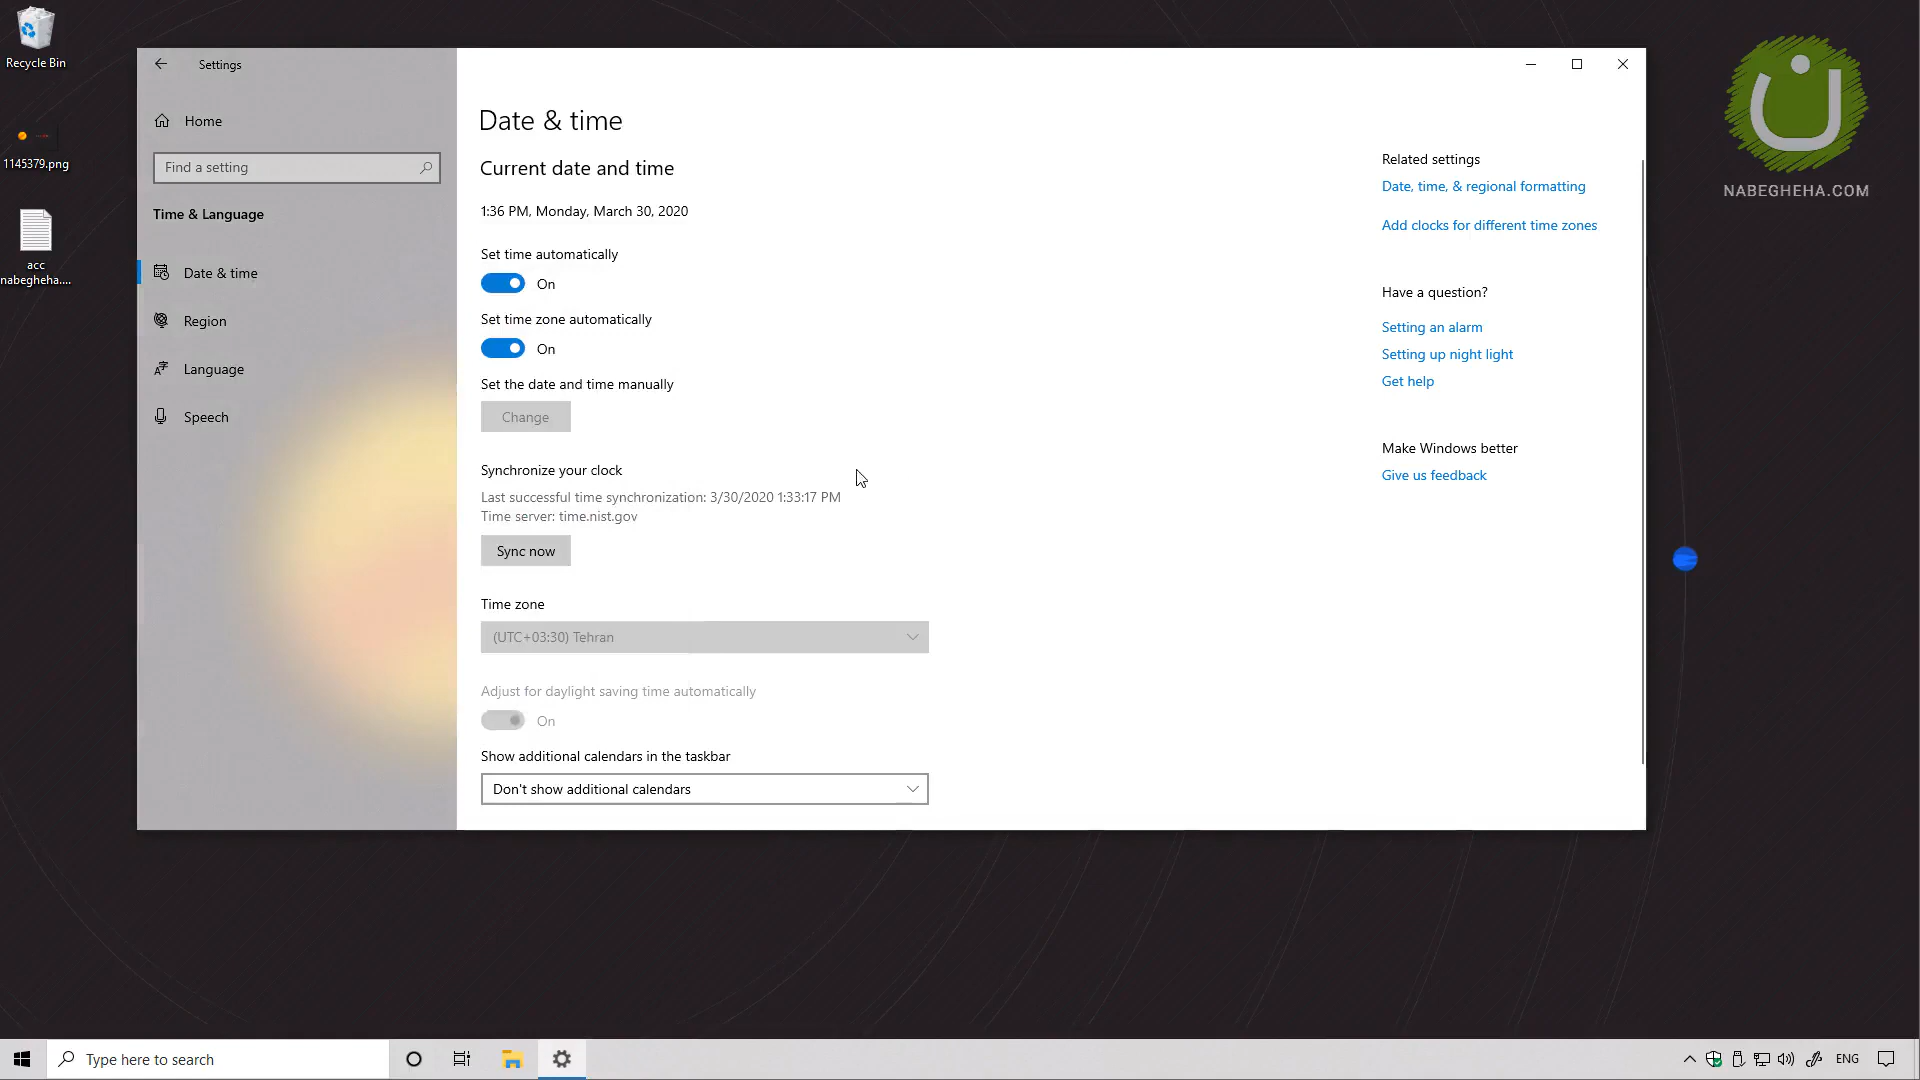 Recycle Bin
1145379.png
acc
nabegheha....
Settings
Home
Find a setting
Time & Language
Date & time
Region
Language
Speech
Date & time
Current date and time
1:36 PM, Monday, March 30, 2020
Set time automatically
On
Set time zone automatically
On
Set the date and time manually
Change
Synchronize your clock
Last successful time synchronization: 3/30/2020 1:33:17 PM
Time server: time.nist.gov
Sync now
Time zone
(UTC+03:30) Tehran
Adjust for daylight saving time automatically
On
Show additional calendars in the taskbar
Don't show additional calendars
Related settings
Date, time, & regional formatting
Add clocks for different time zones
Have a question?
Setting an alarm
Setting up night light
Get help
Make Windows better
Give us feedback
NABEGHEHA.COM
Type here to search
ENG